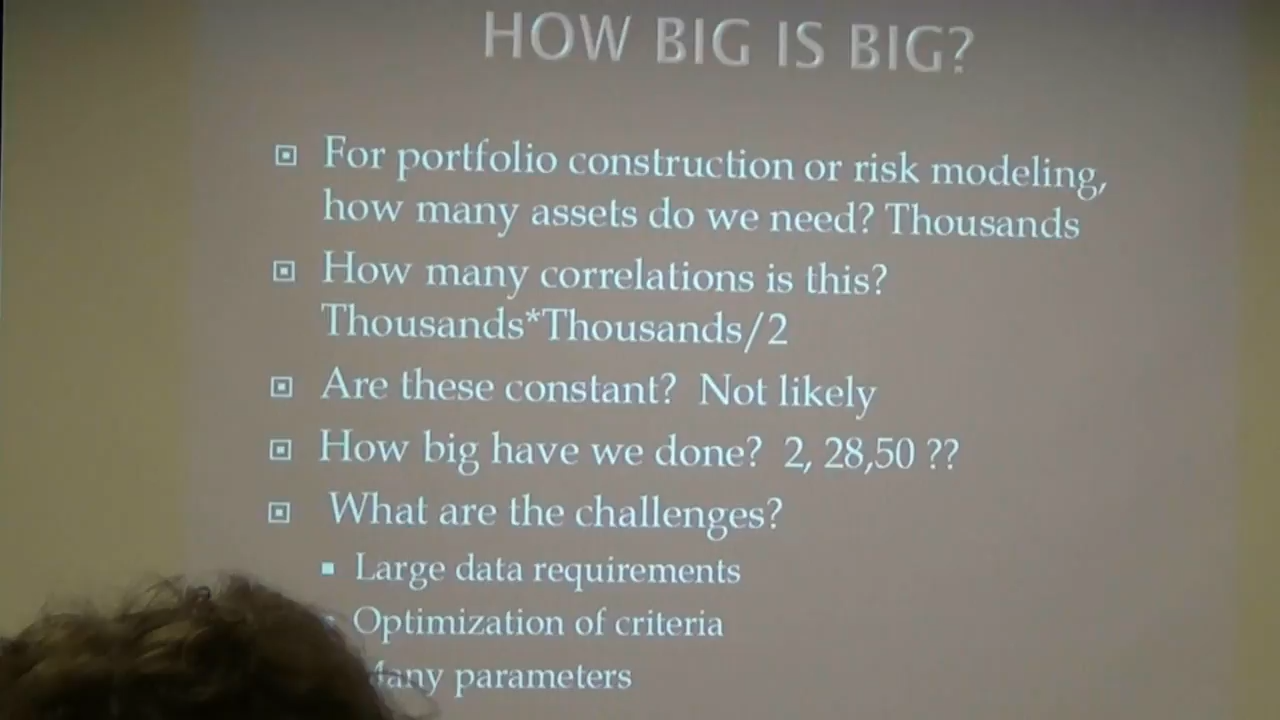 HOW BIG IS BIG?
For portfolio construction or risk modeling,
how many assets do we need? Thousands
How many correlations is this?
Thousands*Thousands/2
Are these constant? Not likely
How big have we done? 2, 28,50 ??
What are the challenges?
Large data requirements
Optimization of criteria
Many parameters